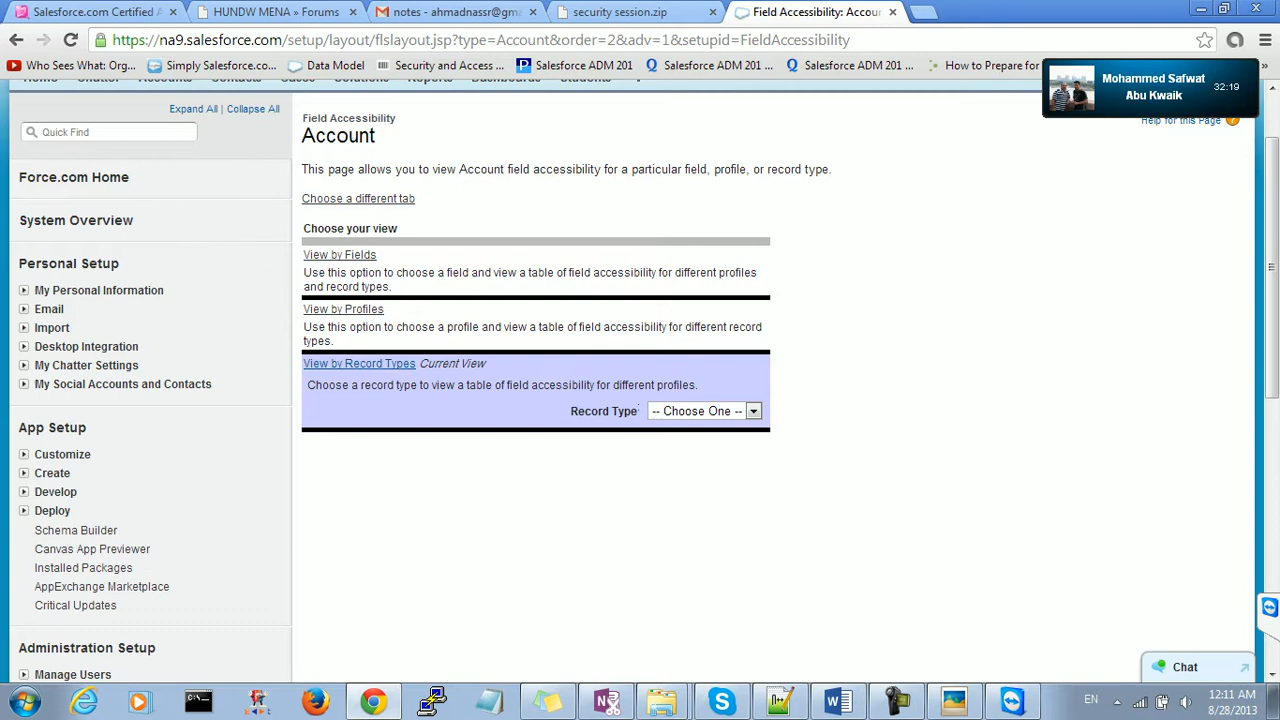 Salesforce.com Certified A
HUNDW MENA » Forums
notes - ahmadnassr@gma
security session.zip
Field Accessibility: Accoun
https://na9.salesforce.com/setup/layout/flslayout.jsp?type=Account&order=2&adv=1&setupid=FieldAccessibility
Who Sees What: Org...
Simply Salesforce.co...
Data Model
Security and Access ...
Salesforce ADM 201
Salesforce ADM 201 ...
Salesforce ADM 201 ...
How to Prepare for
»
Mohammed Safwat
Abu Kwaik
32:19
Expand All | Collapse All
Quick Find
Force.com Home
System Overview
Personal Setup
My Personal Information
Email
Import
Desktop Integration
My Chatter Settings
My Social Accounts and Contacts
App Setup
Customize
Create
Develop
Deploy
Schema Builder
Canvas App Previewer
Installed Packages
AppExchange Marketplace
Critical Updates
Administration Setup
Manage Users
Help for this Page
Field Accessibility
Account
This page allows you to view Account field accessibility for a particular field, profile, or record type.
Choose a different tab
Choose your view
View by Fields
Use this option to choose a field and view a table of field accessibility for different profiles
and record types.
View by Profiles
Use this option to choose a profile and view a table of field accessibility for different record
types.
View by Record Types Current View
Choose a record type to view a table of field accessibility for different profiles.
Record Type: -- Choose One --
Chat
EN
12:11 AM
8/28/2013